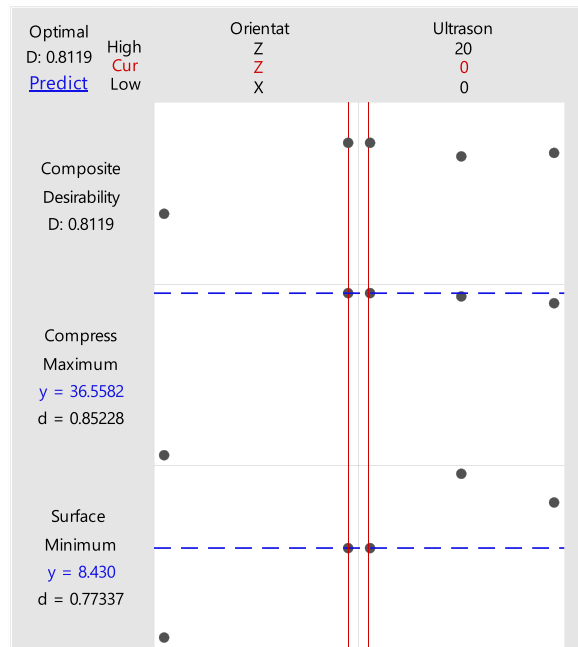 Optimal
D: 0.8119
Predict
High
Cur
Low
Orientat
Z
Z
X
Ultrason
20
0
0
Composite
Desirability
D: 0.8119
Compress
Maximum
y = 36.5582
d = 0.85228
Surface
Minimum
y = 8.430
d = 0.77337